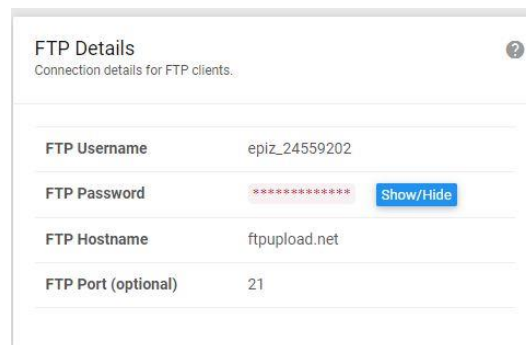 FTP Details
Connection details for FTP clients.
FTP Username epiz_24559202
FTP Password ************* Show/Hide
FTP Hostname ftpupload.net
FTP Port (optional) 21